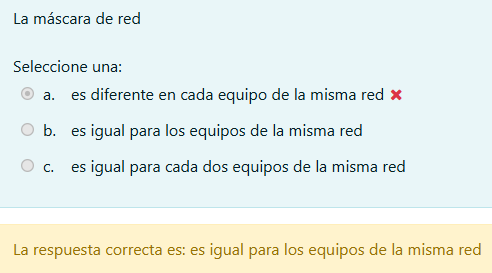 La máscara de red
Seleccione una:
a. es diferente en cada equipo de la misma red ✖
b. es igual para los equipos de la misma red
c. es igual para cada dos equipos de la misma red
La respuesta correcta es: es igual para los equipos de la misma red